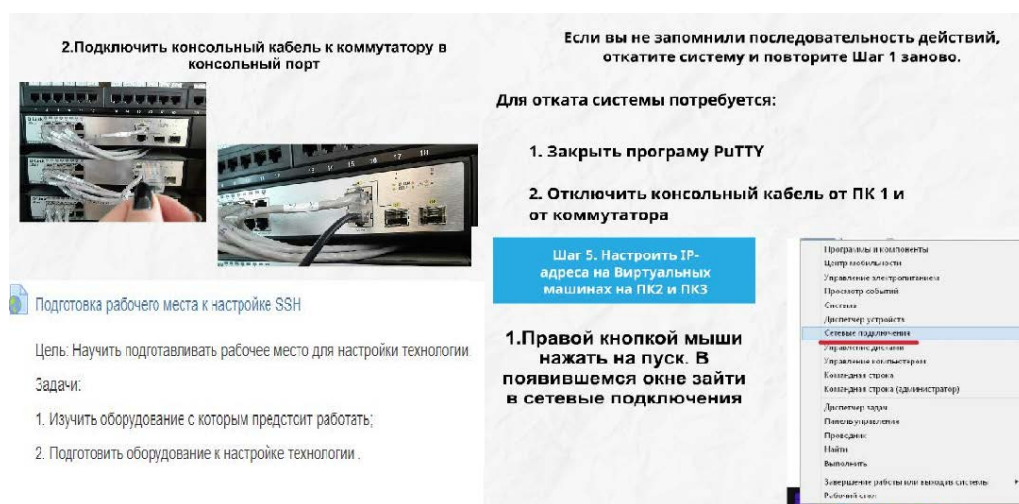 2.Подключить консольный кабель к коммутатору в
консольный порт
Подготовка рабочего места к настройке SSH
Цель: Научить подготавливать рабочее место для настройки технологии
Задачи:
1. Изучить оборудование с которым предстсит работать;
2. Подготовить оборудование к настройке технологии .
Если вы не запомнили последовательность действий,
откатите систему и повторите Шаг 1 заново.
Для отката системы потребуется:
1. Закрыть програму PuTTY
2. Отключить консольный кабель от ПК 1 и
от коммутатора
Шаг 5. Настроить IP-
адреса на Виртуальных
машинах на ПК2 и ПК3
1.Правой кнопкой мыши
нажать на пуск. В
появившемся окне зайти
в сетевые подключения
Программы и компоненты
Центр мобильности
Управление электропитанием
Просмотр событий
Система
Диспетчер устройств
Сетевые подключения
Управление дисками
Управление компьютером
Командная строка
Командная строка (администратор)
Диспетчер задач
Панель управления
Проводник
Найти
Выполнить
Завершение работы или выход из системы
Рабочий стол